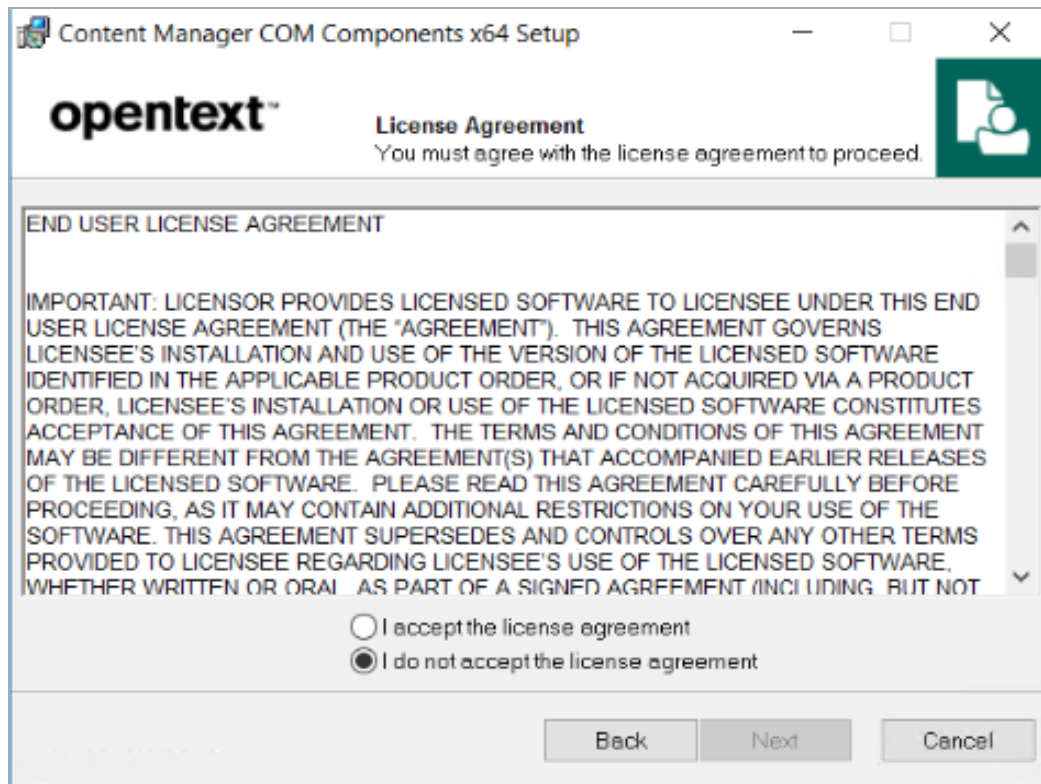 Content Manager COM Components x64 Setup
opentext™
License Agreement
You must agree with the license agreement to proceed.
END USER LICENSE AGREEMENT
IMPORTANT: LICENSOR PROVIDES LICENSED SOFTWARE TO LICENSEE UNDER THIS END
USER LICENSE AGREEMENT (THE "AGREEMENT"). THIS AGREEMENT GOVERNS
LICENSEE'S INSTALLATION AND USE OF THE VERSION OF THE LICENSED SOFTWARE
IDENTIFIED IN THE APPLICABLE PRODUCT ORDER, OR IF NOT ACQUIRED VIA A PRODUCT
ORDER, LICENSEE'S INSTALLATION OR USE OF THE LICENSED SOFTWARE CONSTITUTES
ACCEPTANCE OF THIS AGREEMENT. THE TERMS AND CONDITIONS OF THIS AGREEMENT
MAY BE DIFFERENT FROM THE AGREEMENT(S) THAT ACCOMPANIED EARLIER RELEASES
OF THE LICENSED SOFTWARE. PLEASE READ THIS AGREEMENT CAREFULLY BEFORE
PROCEEDING, AS IT MAY CONTAIN ADDITIONAL RESTRICTIONS ON YOUR USE OF THE
SOFTWARE. THIS AGREEMENT SUPERSEDES AND CONTROLS OVER ANY OTHER TERMS
PROVIDED TO LICENSEE REGARDING LICENSEE'S USE OF THE LICENSED SOFTWARE,
WHETHER WRITTEN OR ORAL, AS PART OF A SIGNED AGREEMENT (INCLUDING, BUT NOT
I accept the license agreement
I do not accept the license agreement
Back
Next
Cancel